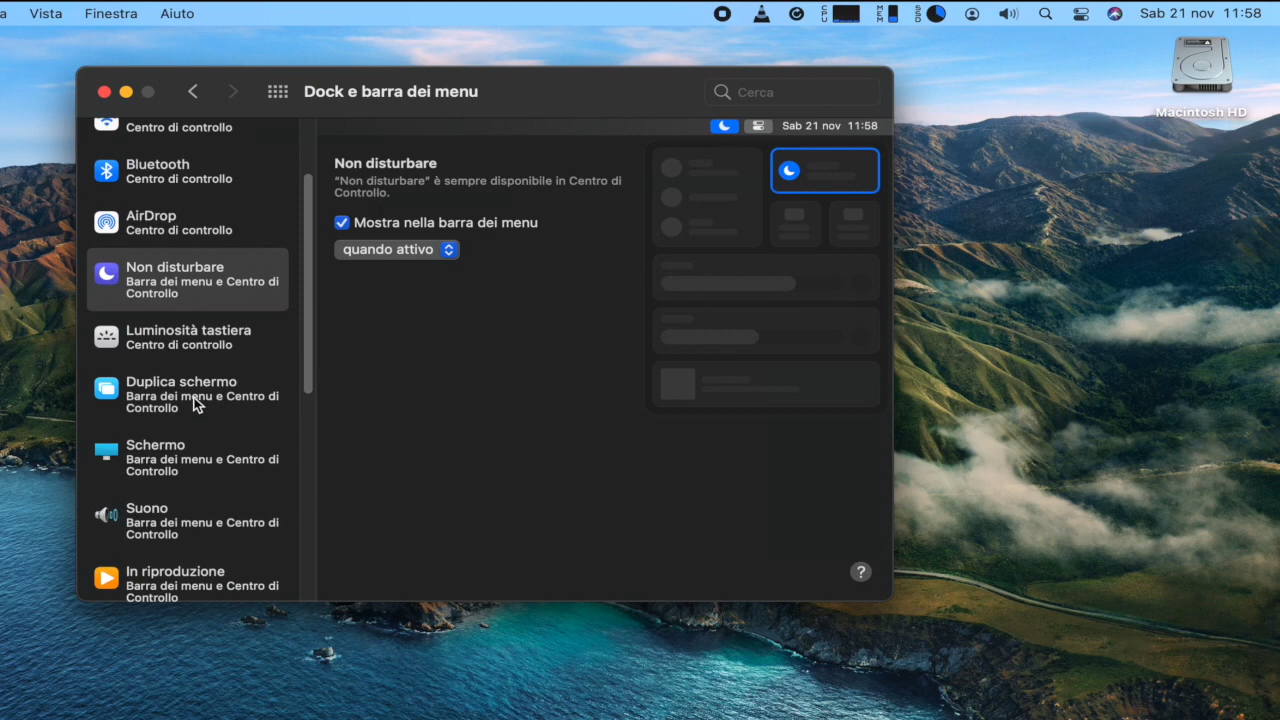 a Vista Finestra Aiuto CPU MEM SSD Sab 21 nov 11:58
Macintosh HD
Dock e barra dei menu
Cerca
Sab 21 nov 11:58
Centro di controllo
Bluetooth
Centro di controllo
AirDrop
Centro di controllo
Non disturbare
Barra dei menu e Centro di
Controllo
Luminosità tastiera
Centro di controllo
Duplica schermo
Barra dei menu e Centro di
Controllo
Schermo
Barra dei menu e Centro di
Controllo
Suono
Barra dei menu e Centro di
Controllo
In riproduzione
Barra dei menu e Centro di
Controllo
Non disturbare
"Non disturbare" è sempre disponibile in Centro di
Controllo.
Mostra nella barra dei menu
quando attivo
?